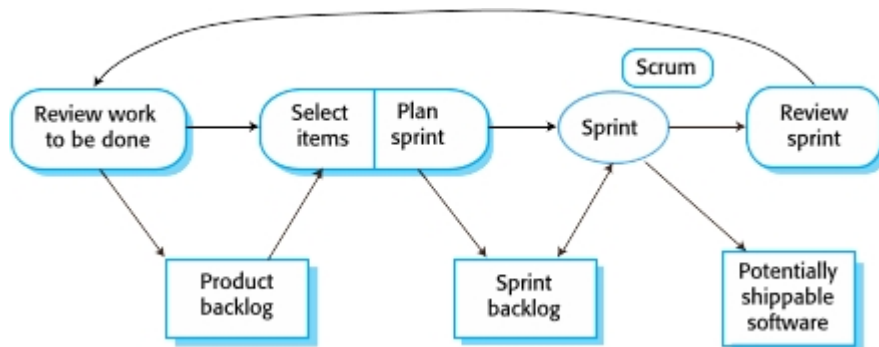 Scrum
Review work
to be done
Select
items
Plan
sprint
Sprint
Review
sprint
Product
backlog
Sprint
backlog
Potentially
shippable
software